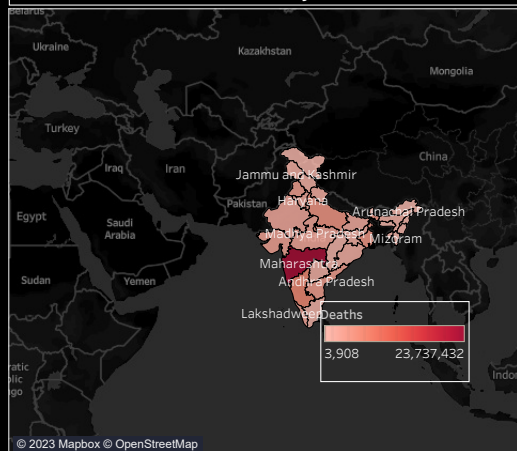 Belarus
Ukraine
Kazakhstan
Mongolia
Turkey
China
Iraq
Iran
Jammu and Kashmir
Haryana
Pakistan
Arunachal Pradesh
Egypt
Saudi
Arabia
Madhya Pradesh
Mizoram
Maharashtra
Sudan
Yemen
Andhra Pradesh
Lakshadweep
Deaths
3,908 23,737,432
© 2023 Mapbox © OpenStreetMap